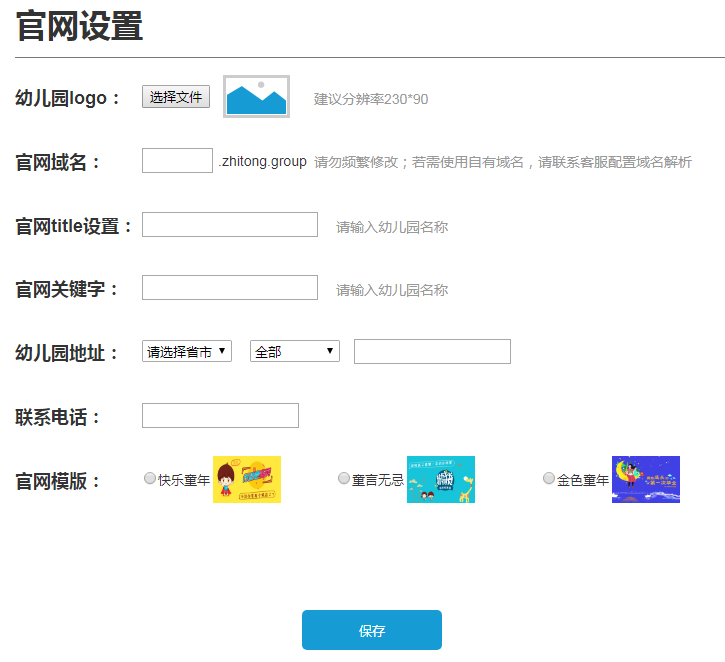 官网设置
幼儿园logo： 选择文件 建议分辨率230*90
官网域名： .zhitong.group 请勿频繁修改；若需使用自有域名，请联系客服配置域名解析
官网title设置： 请输入幼儿园名称
官网关键字： 请输入幼儿园名称
幼儿园地址： 请选择省市 全部
联系电话：
官网模版： 快乐童年 童言无忌 金色童年
保存